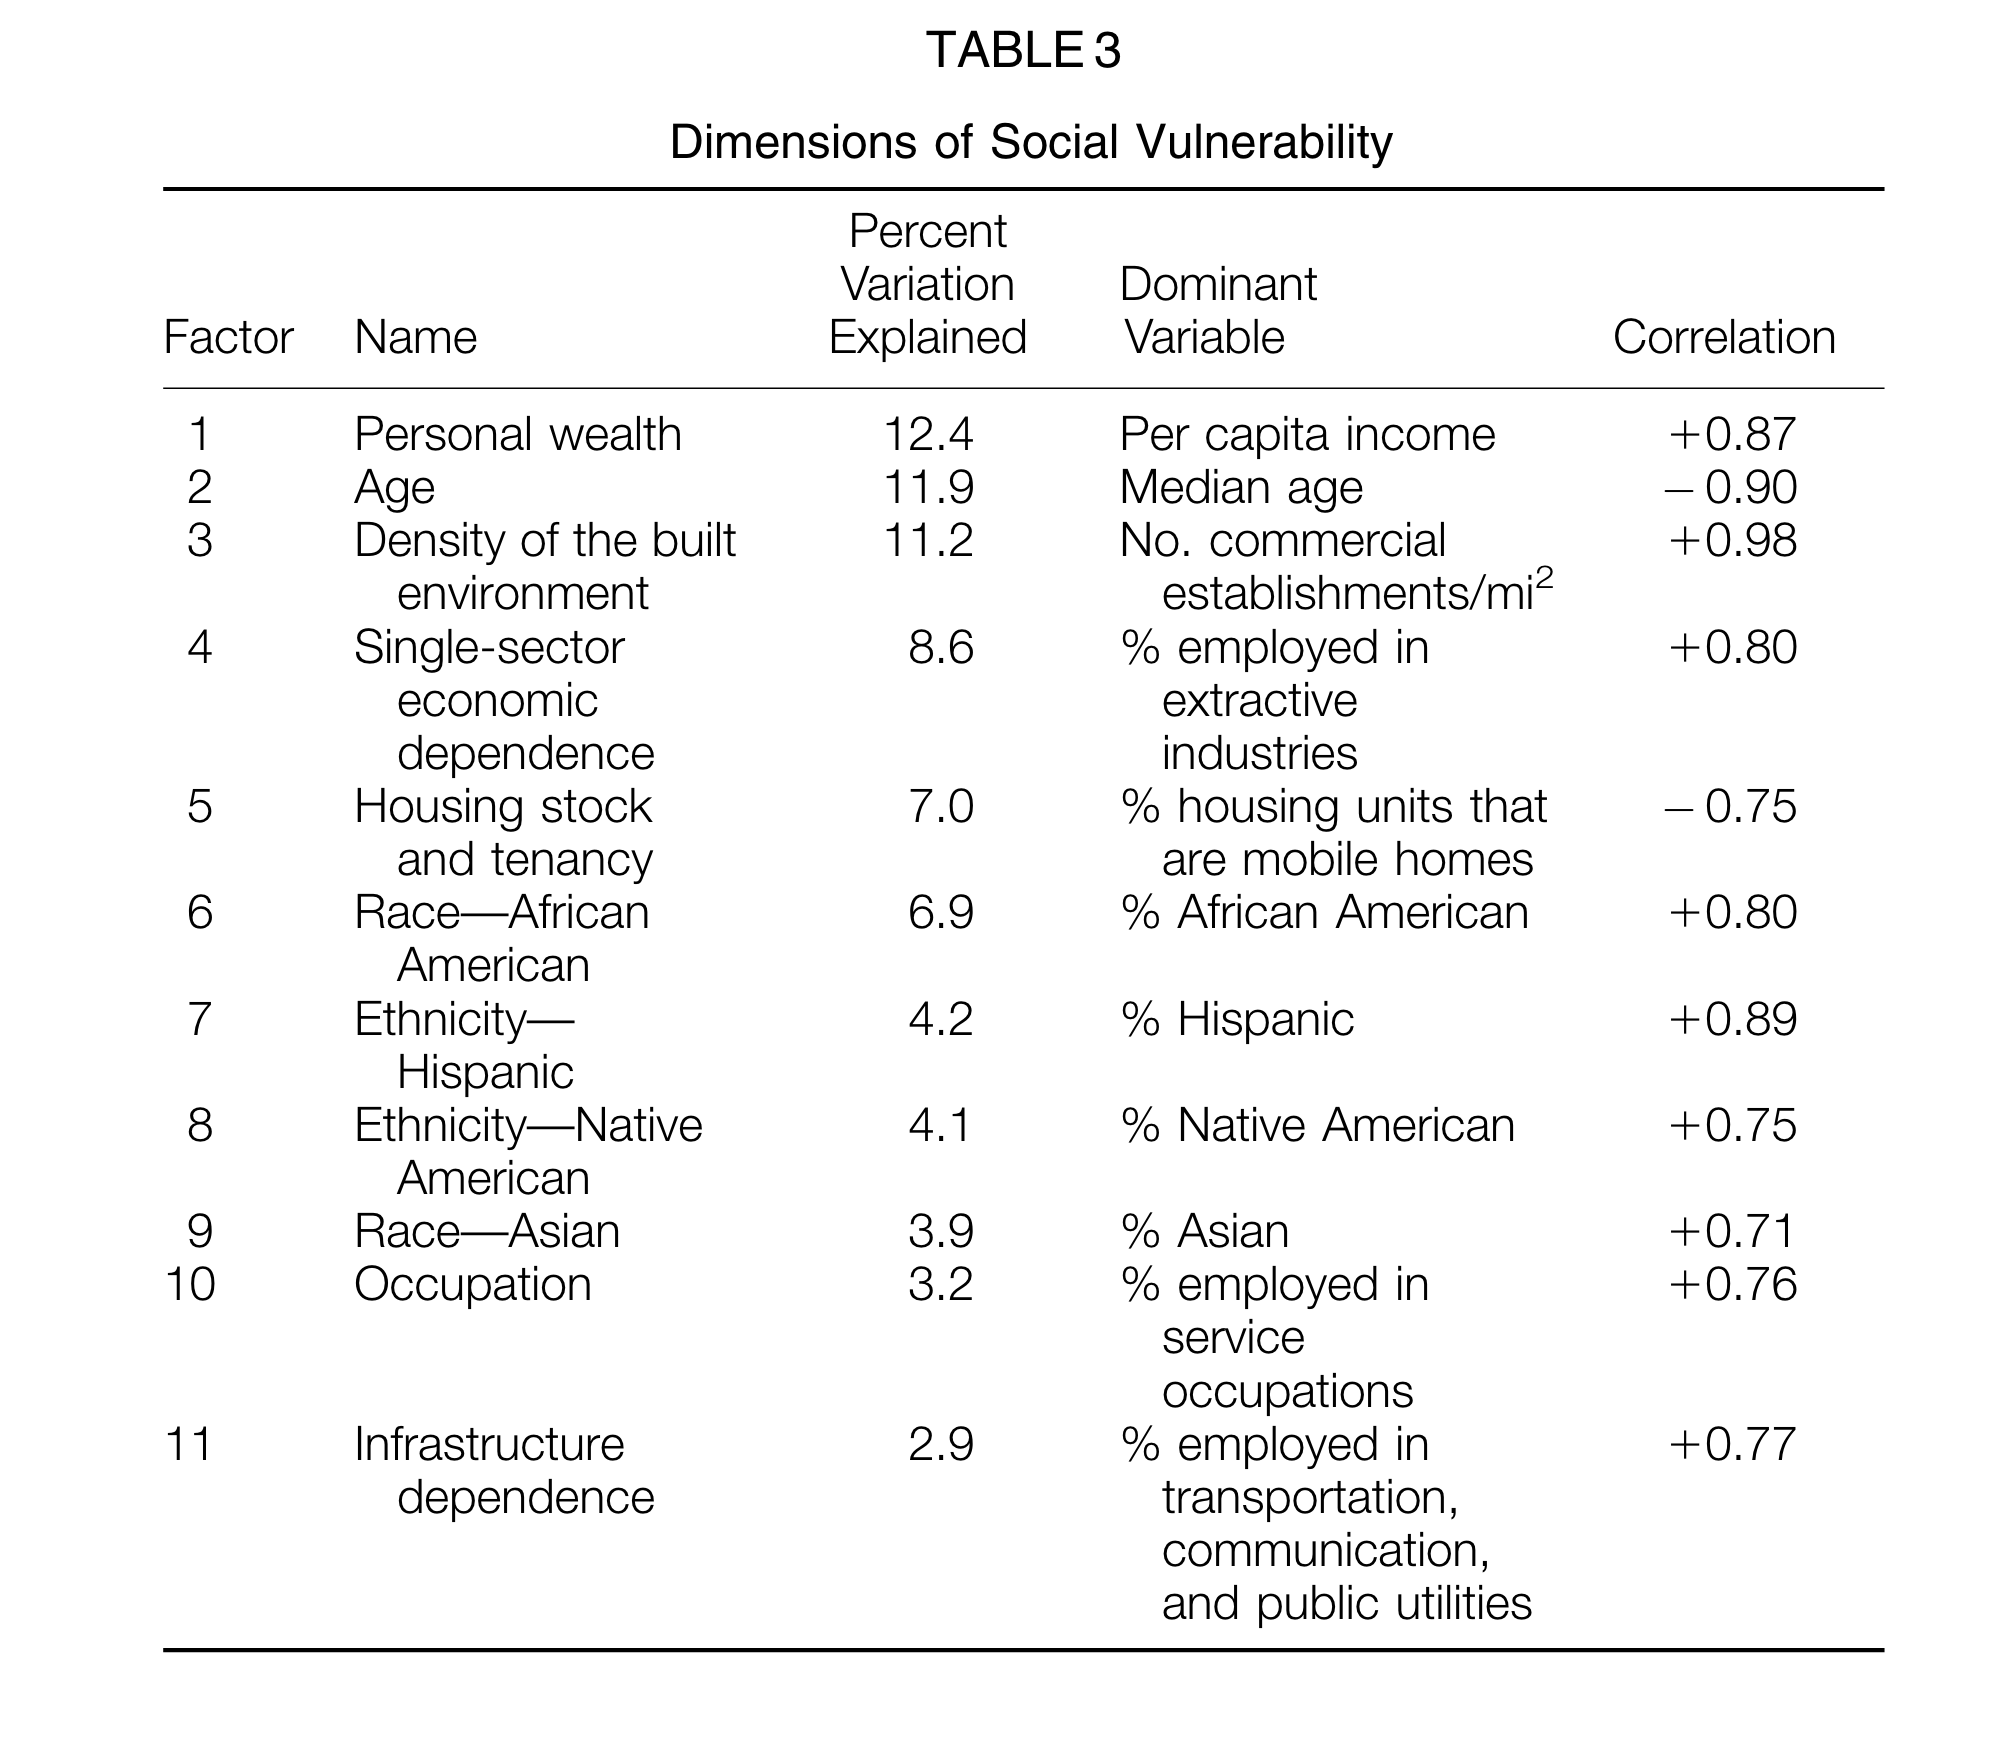 TABLE 3
Dimensions of Social Vulnerability
Percent
Variation Dominant
Factor Name Explained Variable Correlation
1 Personal wealth 12.4 Per capita income +0.87
2 Age 11.9 Median age −0.90
3 Density of the built 11.2 No. commercial +0.98
environment establishments/mi²
4 Single-sector 8.6 % employed in +0.80
economic extractive
dependence industries
5 Housing stock 7.0 % housing units that −0.75
and tenancy are mobile homes
6 Race—African 6.9 % African American +0.80
American
7 Ethnicity— 4.2 % Hispanic +0.89
Hispanic
8 Ethnicity—Native 4.1 % Native American +0.75
American
9 Race—Asian 3.9 % Asian +0.71
10 Occupation 3.2 % employed in +0.76
service
occupations
11 Infrastructure 2.9 % employed in +0.77
dependence transportation,
communication,
and public utilities